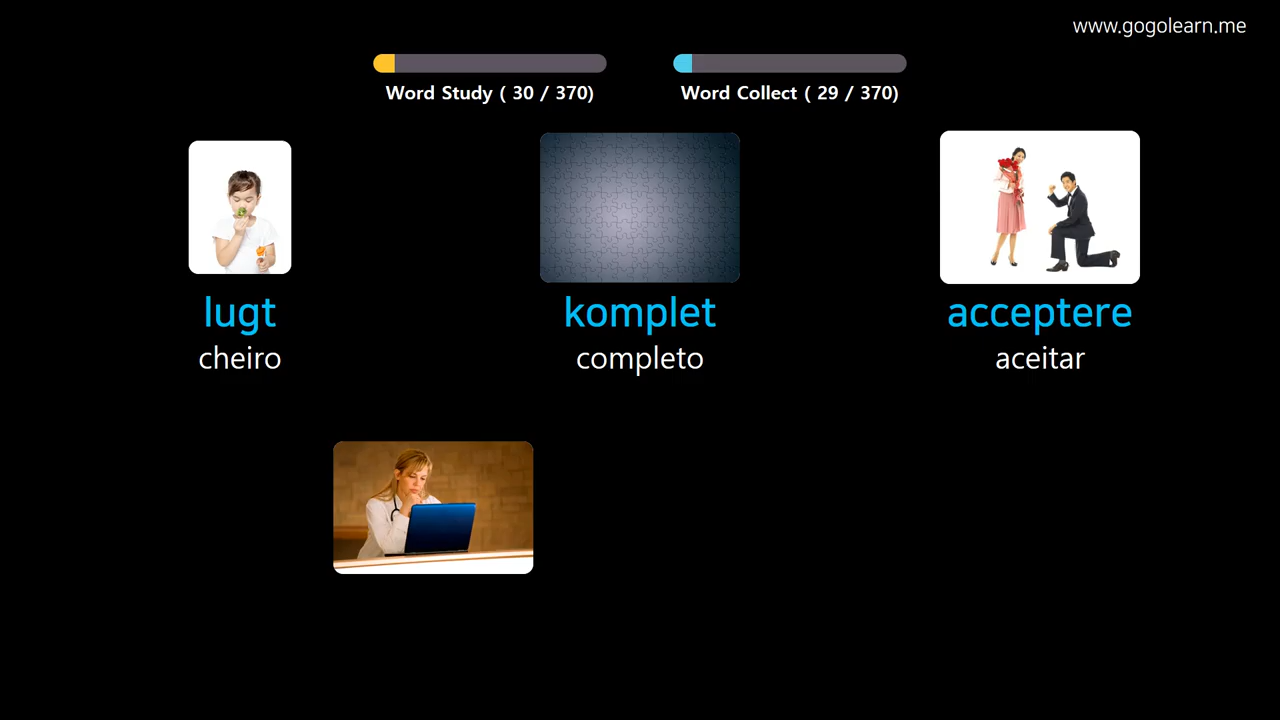 www.gogolearn.me
Word Study ( 30 / 370)
Word Collect ( 29 / 370)
lugt
cheiro
komplet
completo
acceptere
aceitar